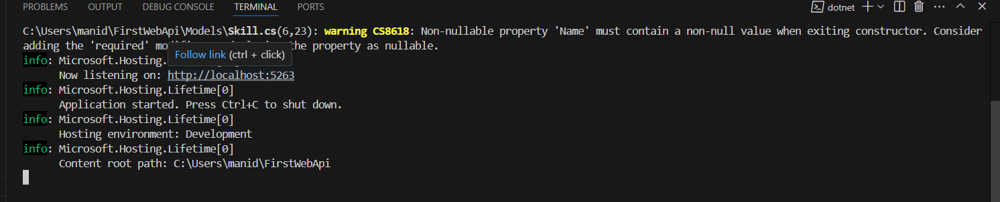 PROBLEMS OUTPUT DEBUG CONSOLE TERMINAL PORTS dotnet
C:\Users\manid\FirstWebApi\Models\Skill.cs(6,23): warning CS8618: Non-nullable property 'Name' must contain a non-null value when exiting constructor. Consider
adding the 'required' the property as nullable.
Follow link (ctrl + click)
info: Microsoft.Hosting.
Now listening on: http://localhost:5263
info: Microsoft.Hosting.Lifetime[0]
Application started. Press Ctrl+C to shut down.
info: Microsoft.Hosting.Lifetime[0]
Hosting environment: Development
info: Microsoft.Hosting.Lifetime[0]
Content root path: C:\Users\manid\FirstWebApi